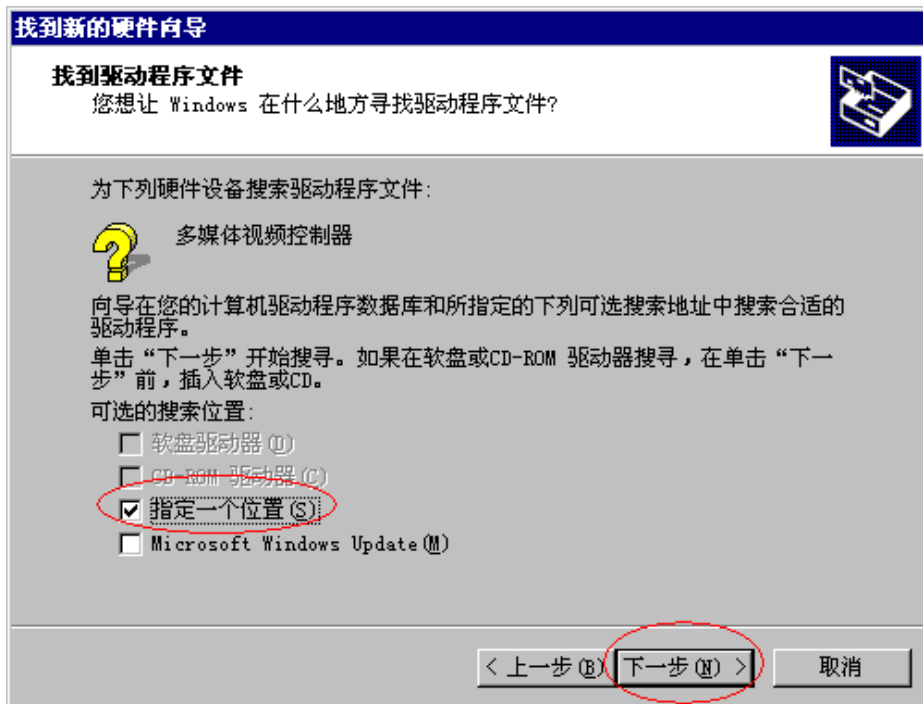 找到新的硬件向导
找到驱动程序文件
您想让 Windows 在什么地方寻找驱动程序文件?
为下列硬件设备搜索驱动程序文件:
多媒体视频控制器
向导在您的计算机驱动程序数据库和所指定的下列可选搜索地址中搜索合适的
驱动程序。
单击“下一步”开始搜寻。如果在软盘或CD-ROM 驱动器搜寻，在单击“下一
步”前，插入软盘或CD。
可选的搜索位置:
软盘驱动器(D)
CD-ROM 驱动器(C)
指定一个位置(S)
Microsoft Windows Update(M)
< 上一步(B) 下一步(N) > 取消